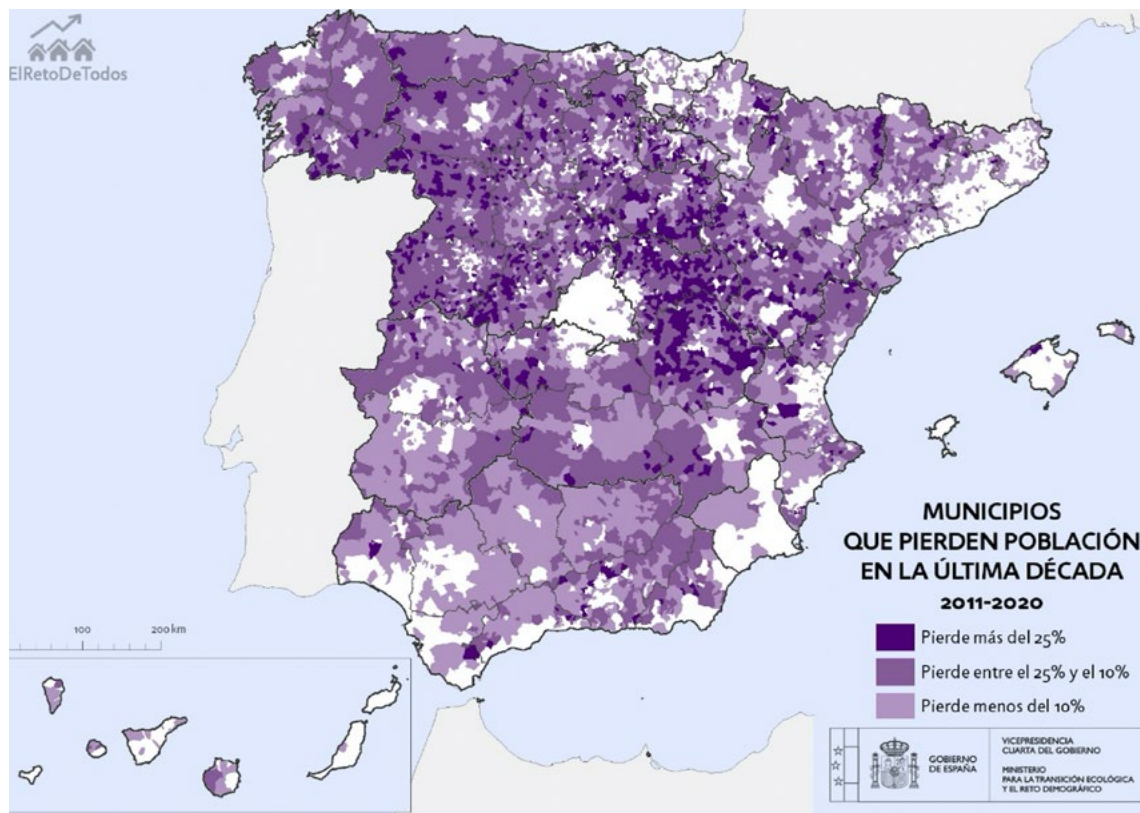 ElRetoDeTodos
MUNICIPIOS
QUE PIERDEN POBLACIÓN
EN LA ÚLTIMA DÉCADA
2011-2020
Pierde más del 25%
Pierde entre el 25% y el 10%
Pierde menos del 10%
100
200 km
GOBIERNO
DE ESPAÑA
VICEPRESIDENCIA
CUARTA DEL GOBIERNO
MINISTERIO
PARA LA TRANSICIÓN ECOLÓGICA
Y EL RETO DEMOGRÁFICO